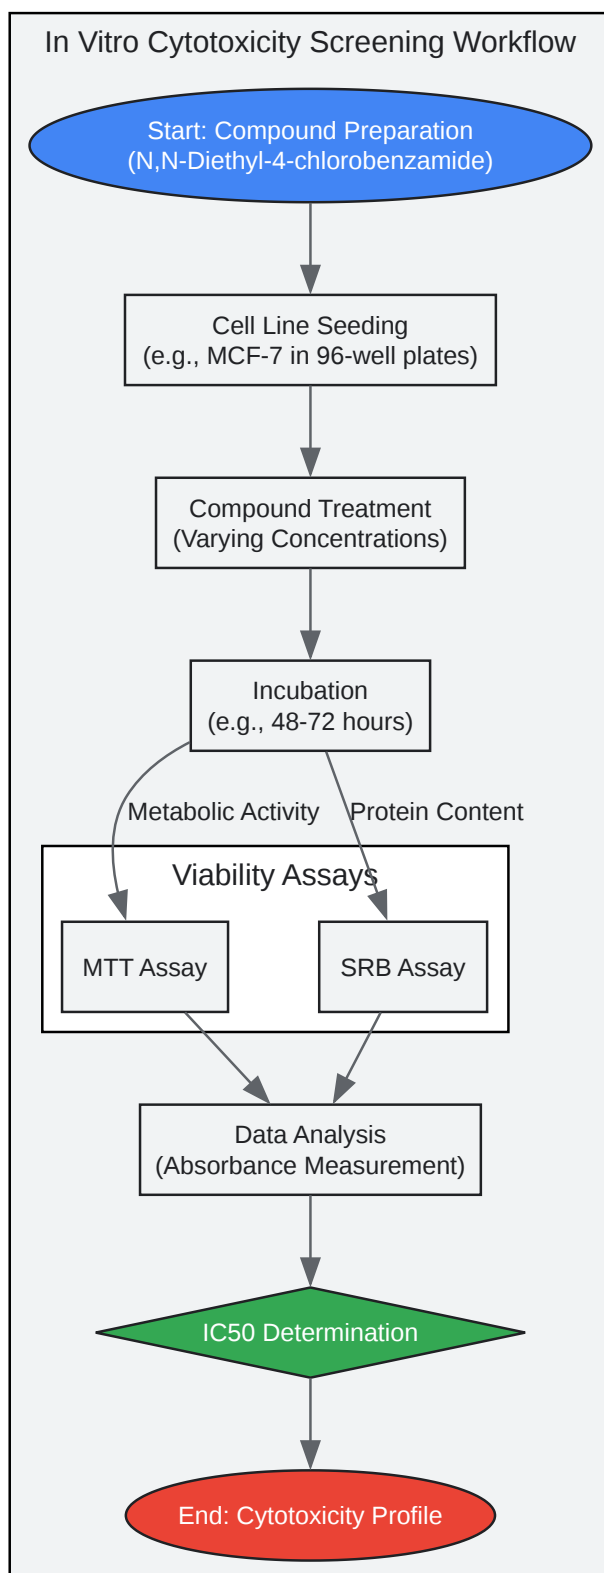 In Vitro Cytotoxicity Screening Workflow
Start: Compound Preparation
(N,N-Diethyl-4-chlorobenzamide)
Cell Line Seeding
(e.g., MCF-7 in 96-well plates)
Compound Treatment
(Varying Concentrations)
Incubation
(e.g., 48-72 hours)
Metabolic Activity
Protein Content
Viability Assays
MTT Assay
SRB Assay
Data Analysis
(Absorbance Measurement)
IC50 Determination
End: Cytotoxicity Profile